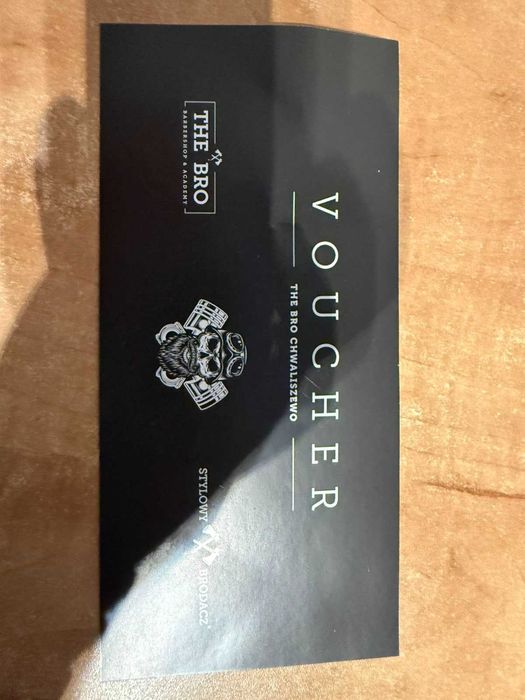 VOUCHER
THE BRO CHWALISZEWO
THE BRO
BARBERSHOP & ACADEMY
STYLOWY BRODACZ